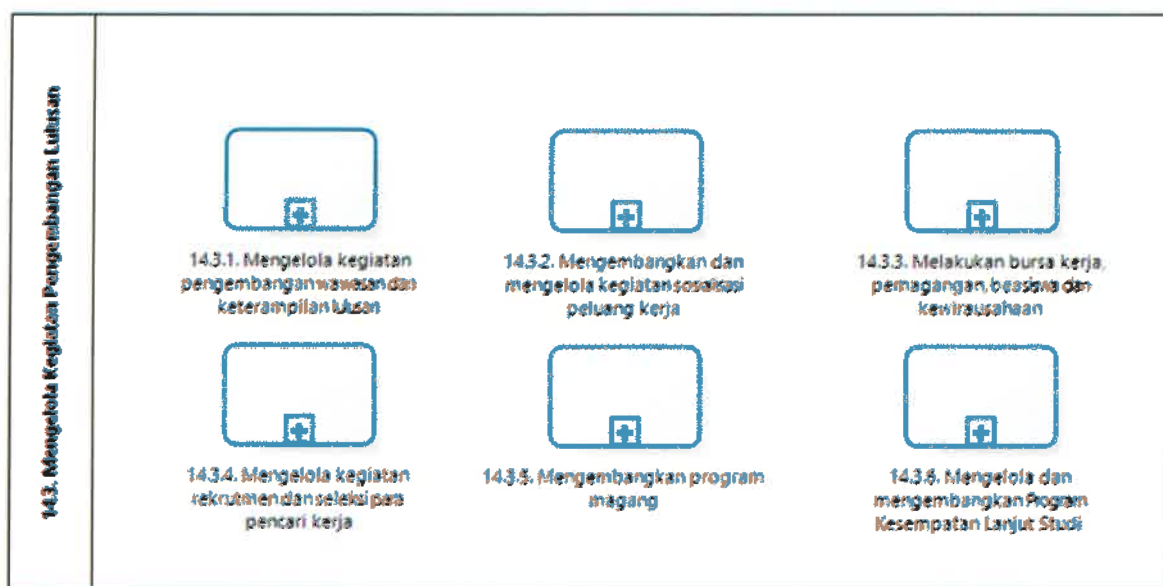 14.3. Mengelola Kegiatan Pengembangan Lulusan
14.3.1. Mengelola kegiatan
pengembangan wawasan dan
keterampilan lulusan
14.3.2. Mengembangkan dan
mengelola kegiatan sosialisasi
peluang kerja
14.3.3. Melakukan bursa kerja,
pemagangan, beasiswa dan
kewirausahaan
14.3.4. Mengelola kegiatan
rekrutmen dan seleksi para
pencari kerja
14.3.5. Mengembangkan program
magang
14.3.6. Mengelola dan
mengembangkan Program
Kesempatan Lanjut Studi